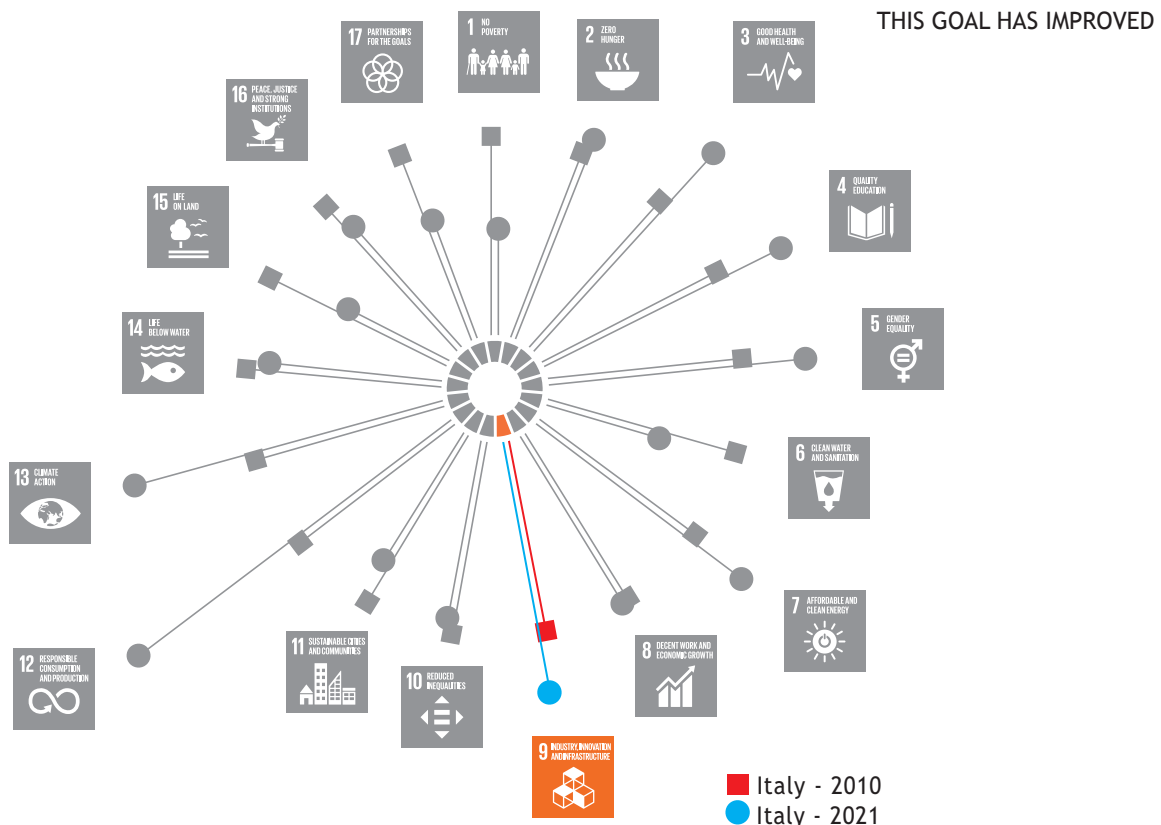 THIS GOAL HAS IMPROVED
1 NO
POVERTY
2 ZERO
HUNGER
3 GOOD HEALTH
AND WELL-BEING
4 QUALITY
EDUCATION
5 GENDER
EQUALITY
6 CLEAN WATER
AND SANITATION
7 AFFORDABLE AND
CLEAN ENERGY
8 DECENT WORK AND
ECONOMIC GROWTH
9 INDUSTRY, INNOVATION
AND INFRASTRUCTURE
10 REDUCED
INEQUALITIES
11 SUSTAINABLE CITIES
AND COMMUNITIES
12 RESPONSIBLE
CONSUMPTION
AND PRODUCTION
13 CLIMATE
ACTION
14 LIFE
BELOW WATER
15 LIFE
ON LAND
16 PEACE, JUSTICE
AND STRONG
INSTITUTIONS
17 PARTNERSHIPS
FOR THE GOALS
Italy - 2010
Italy - 2021